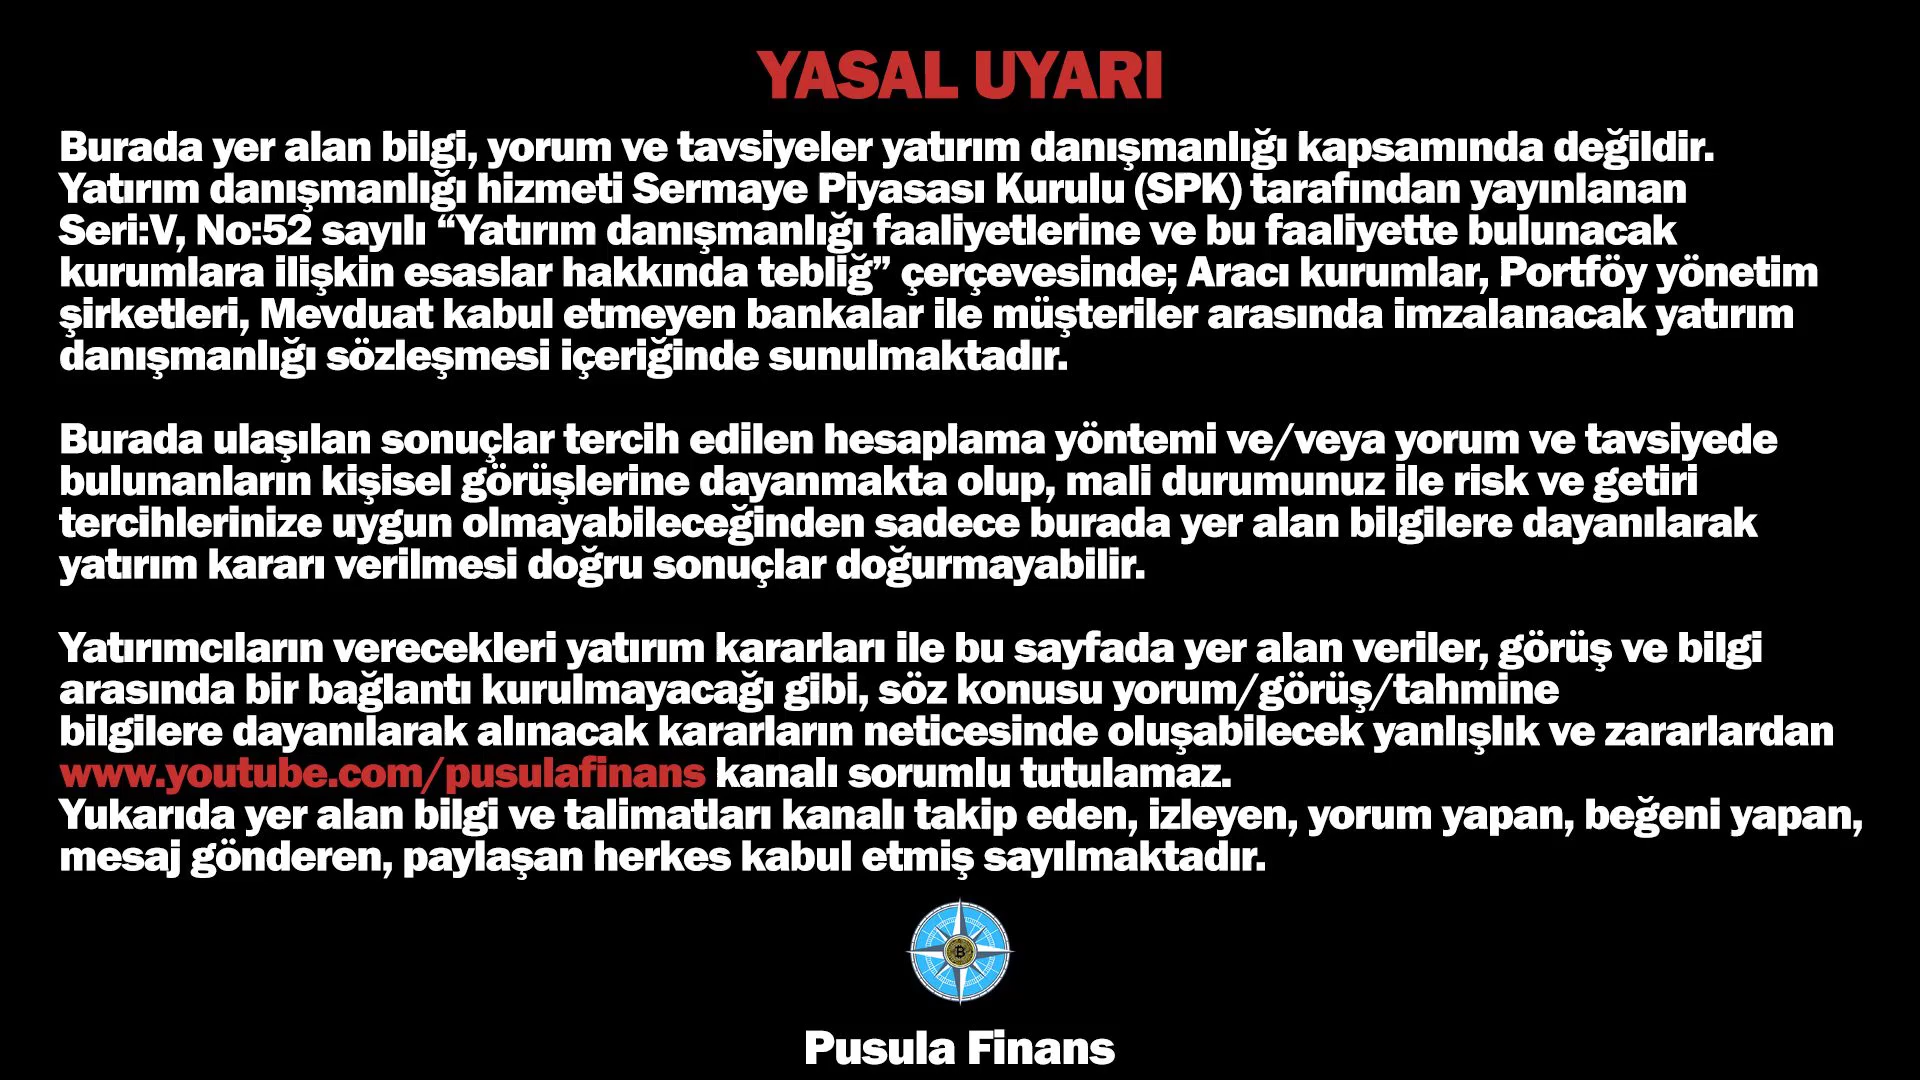 YASAL UYARI
Burada yer alan bilgi, yorum ve tavsiyeler yatırım danışmanlığı kapsamında değildir.
Yatırım danışmanlığı hizmeti Sermaye Piyasası Kurulu (SPK) tarafından yayınlanan
Seri:V, No:52 sayılı “Yatırım danışmanlığı faaliyetlerine ve bu faaliyette bulunacak
kurumlara ilişkin esaslar hakkında tebliğ” çerçevesinde; Aracı kurumlar, Portföy yönetim
şirketleri, Mevduat kabul etmeyen bankalar ile müşteriler arasında imzalanacak yatırım
danışmanlığı sözleşmesi içeriğinde sunulmaktadır.
Burada ulaşılan sonuçlar tercih edilen hesaplama yöntemi ve/veya yorum ve tavsiyede
bulunanların kişisel görüşlerine dayanmakta olup, mali durumunuz ile risk ve getiri
tercihlerinize uygun olmayabileceğinden sadece burada yer alan bilgilere dayanılarak
yatırım kararı verilmesi doğru sonuçlar doğurmayabilir.
Yatırımcıların verecekleri yatırım kararları ile bu sayfada yer alan veriler, görüş ve bilgi
arasında bir bağlantı kurulmayacağı gibi, söz konusu yorum/görüş/tahmine
bilgilere dayanılarak alınacak kararların neticesinde oluşabilecek yanlışlık ve zararlardan
www.youtube.com/pusulafinans kanalı sorumlu tutulamaz.
Yukarıda yer alan bilgi ve talimatları kanalı takip eden, izleyen, yorum yapan, beğeni yapan,
mesaj gönderen, paylaşan herkes kabul etmiş sayılmaktadır.
Pusula Finans